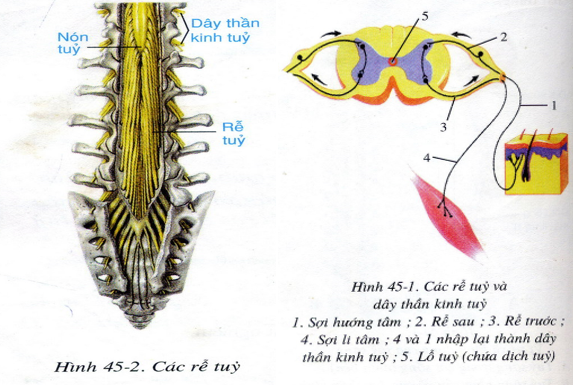 Nón
tuỷ
Dây thần
kinh tuỷ
Rễ
tuỷ
Hình 45-2. Các rễ tuỷ
5
2
1
3
4
Hình 45-1. Các rễ tuỷ và
dây thần kinh tuỷ
1. Sợi hướng tâm ; 2. Rễ sau ; 3. Rễ trước ;
4. Sợi li tâm ; 4 và 1 nhập lại thành dây
thần kinh tuỷ ; 5. Lỗ tuỷ (chứa dịch tuỷ)